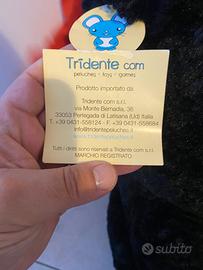 Tridente com
peluches - toys - games
Prodotto importato da:
Tridente com s.r.l.
via Monte Bernadia, 36
33053 Pertegada di Latisana (Ud) Italia
T. +39 0431-558124 - F. +39 0431-558684
info@tridentepeluches.it
Tutti i diritti sono riservati a Tridente com s.r.l.
MARCHIO REGISTRATO
subito